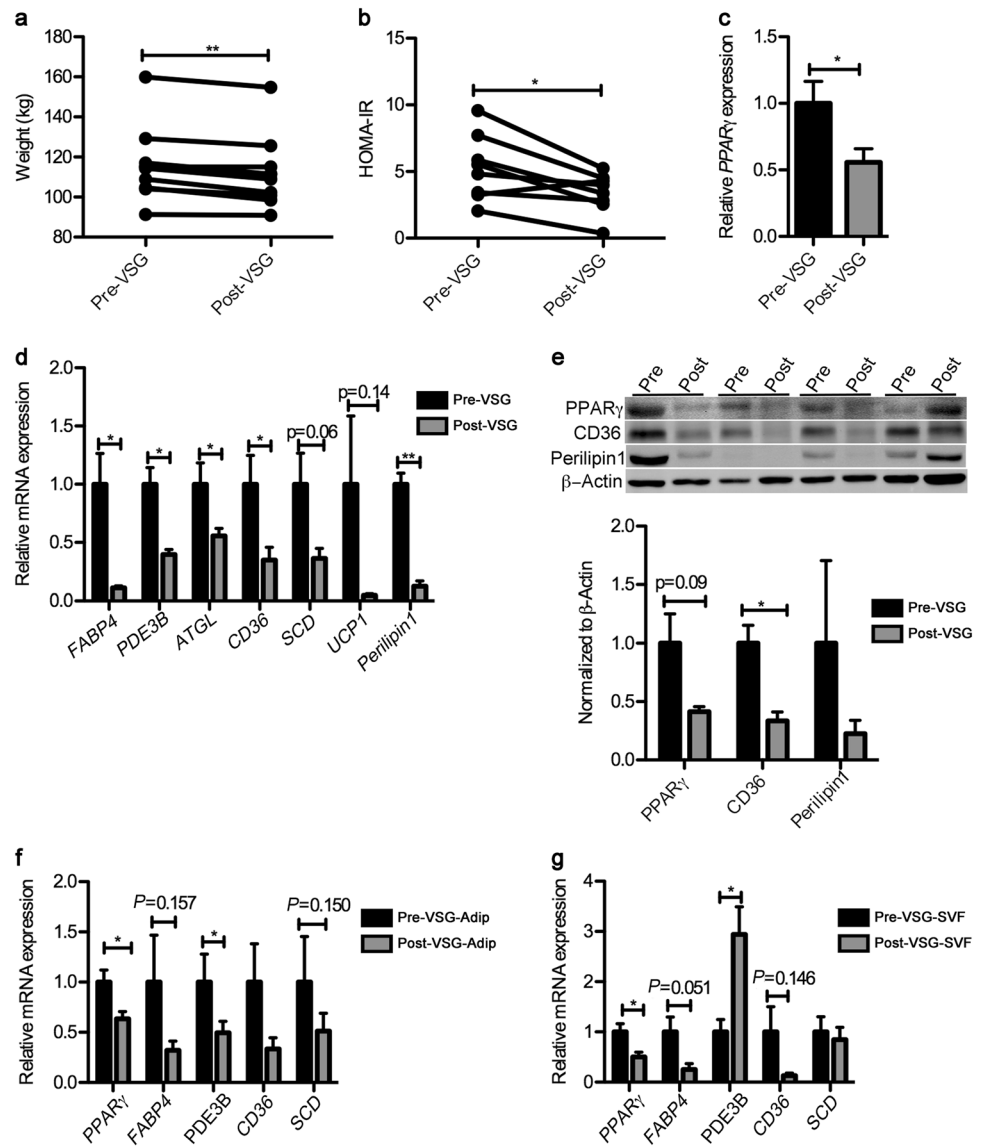 a
**
Weight (kg)
160
140
120
100
80
Pre-VSG
Post-VSG
b
*
HOMA-IR
15
10
5
0
Pre-VSG
Post-VSG
c
*
Relative PPARγ expression
1.5
1.0
0.5
0.0
Pre-VSG
Post-VSG
d
Relative mRNA expression
2.0
1.5
1.0
0.5
0.0
* * * * p=0.06 p=0.14 **
Pre-VSG
Post-VSG
FABP4
PDE3B
ATGL
CD36
SCD
UCP1
Perilipin1
e
Pre Post Pre Post Pre Post Pre Post
PPARγ
CD36
Perilipin1
β-Actin
Normalized to β-Actin
2.0
1.5
1.0
0.5
0.0
p=0.09
*
Pre-VSG
Post-VSG
PPARγ
CD36
Perilipin1
f
Relative mRNA expression
2.0
1.5
1.0
0.5
0.0
*
P=0.157
*
P=0.150
Pre-VSG-Adip
Post-VSG-Adip
PPARγ
FABP4
PDE3B
CD36
SCD
g
Relative mRNA expression
4
3
2
1
0
*
P=0.051
*
P=0.146
Pre-VSG-SVF
Post-VSG-SVF
PPARγ
FABP4
PDE3B
CD36
SCD